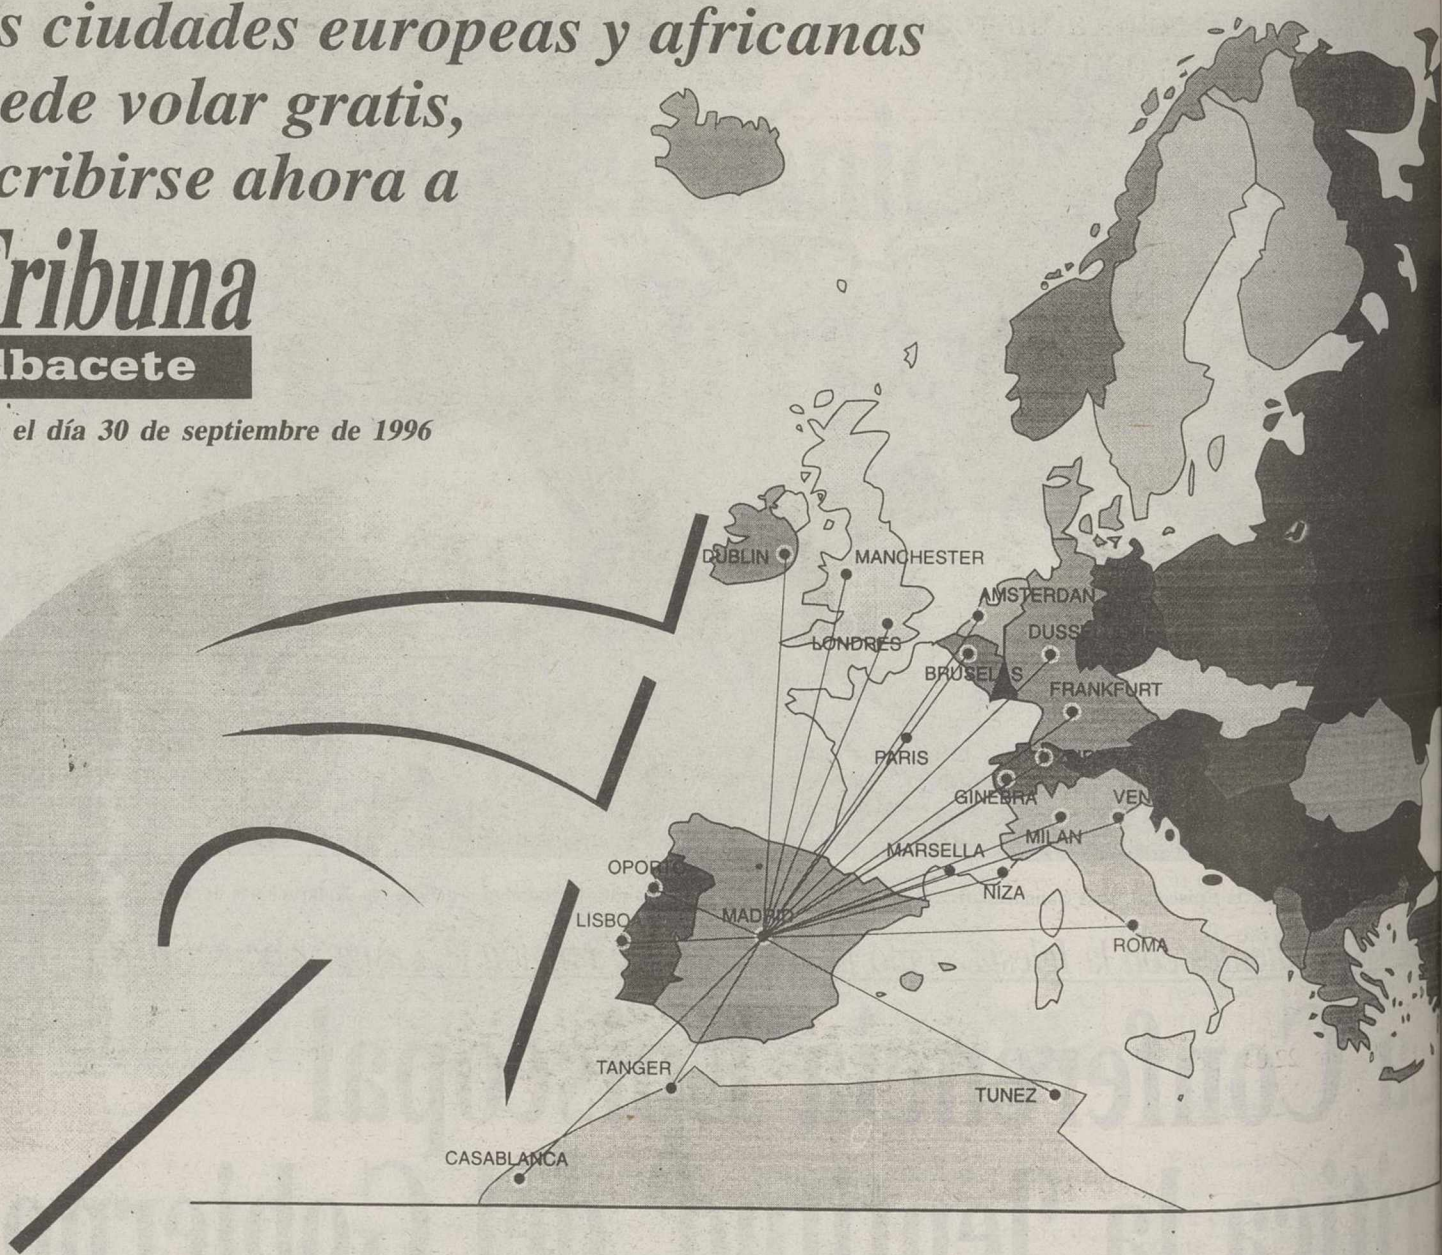 s ciudades europeas y africanas
ede volar gratis,
cribirse ahora a
Tribuna
lbacete
el día 30 de septiembre de 1996
DUBLIN
MANCHESTER
AMSTERDAN
LONDRES
DUSSE
BRUSELAS
FRANKFURT
PARIS
GINEBRA
VEN
MILAN
MARSELLA
OPORTO
NIZA
LISBOA
MADRID
ROMA
TANGER
TUNEZ
CASABLANCA